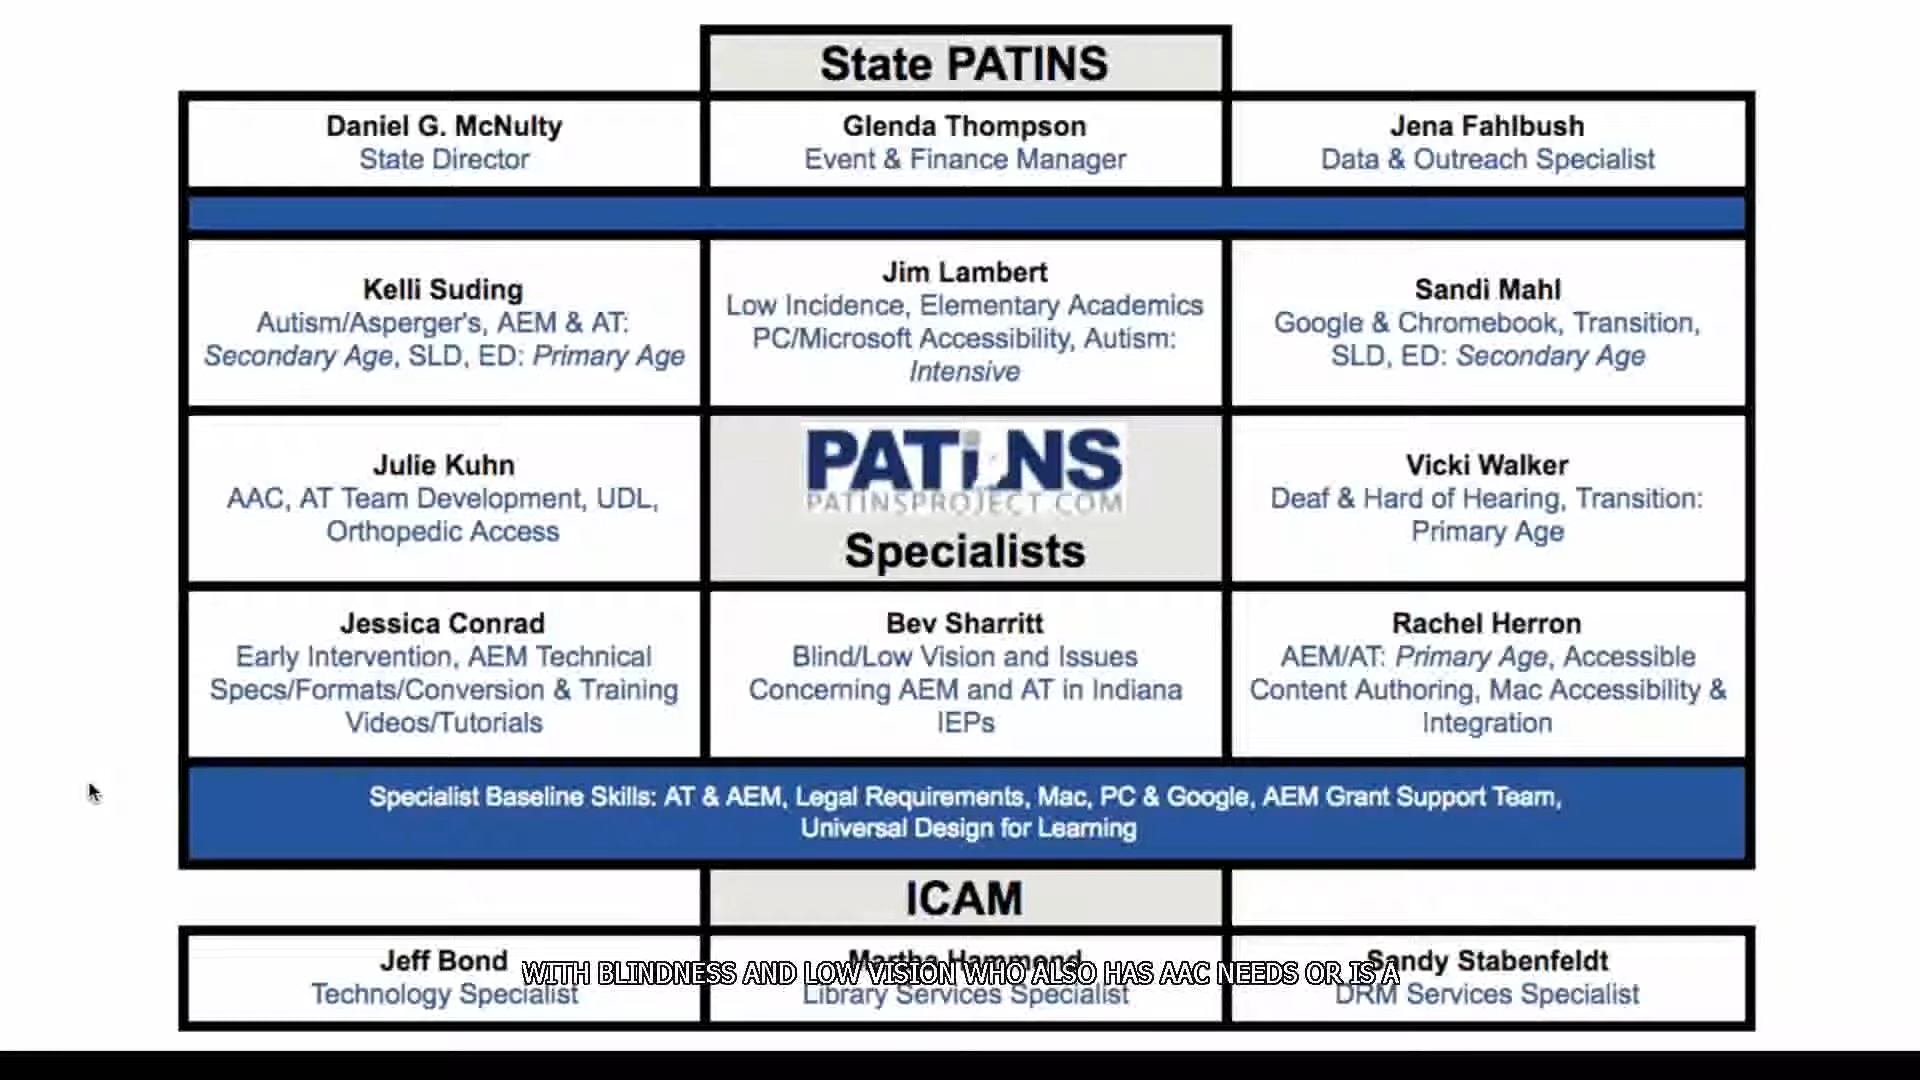 State PATINS
Daniel G. McNulty
State Director
Glenda Thompson
Event & Finance Manager
Jena Fahlbush
Data & Outreach Specialist
Kelli Suding
Autism/Asperger's, AEM & AT:
Secondary Age, SLD, ED: Primary Age
Jim Lambert
Low Incidence, Elementary Academics
PC/Microsoft Accessibility, Autism:
Intensive
Sandi Mahl
Google & Chromebook, Transition,
SLD, ED: Secondary Age
Julie Kuhn
AAC, AT Team Development, UDL,
Orthopedic Access
PATiNS
PATINSPROJECT.COM
Specialists
Vicki Walker
Deaf & Hard of Hearing, Transition:
Primary Age
Jessica Conrad
Early Intervention, AEM Technical
Specs/Formats/Conversion & Training
Videos/Tutorials
Bev Sharritt
Blind/Low Vision and Issues
Concerning AEM and AT in Indiana
IEPs
Rachel Herron
AEM/AT: Primary Age, Accessible
Content Authoring, Mac Accessibility &
Integration
Specialist Baseline Skills: AT & AEM, Legal Requirements, Mac, PC & Google, AEM Grant Support Team,
Universal Design for Learning
ICAM
Jeff Bond
Technology Specialist
Martha Hammond
Library Services Specialist
Sandy Stabenfeldt
DRM Services Specialist
WITH BLINDNESS AND LOW VISION WHO ALSO HAS AAC NEEDS OR IS A